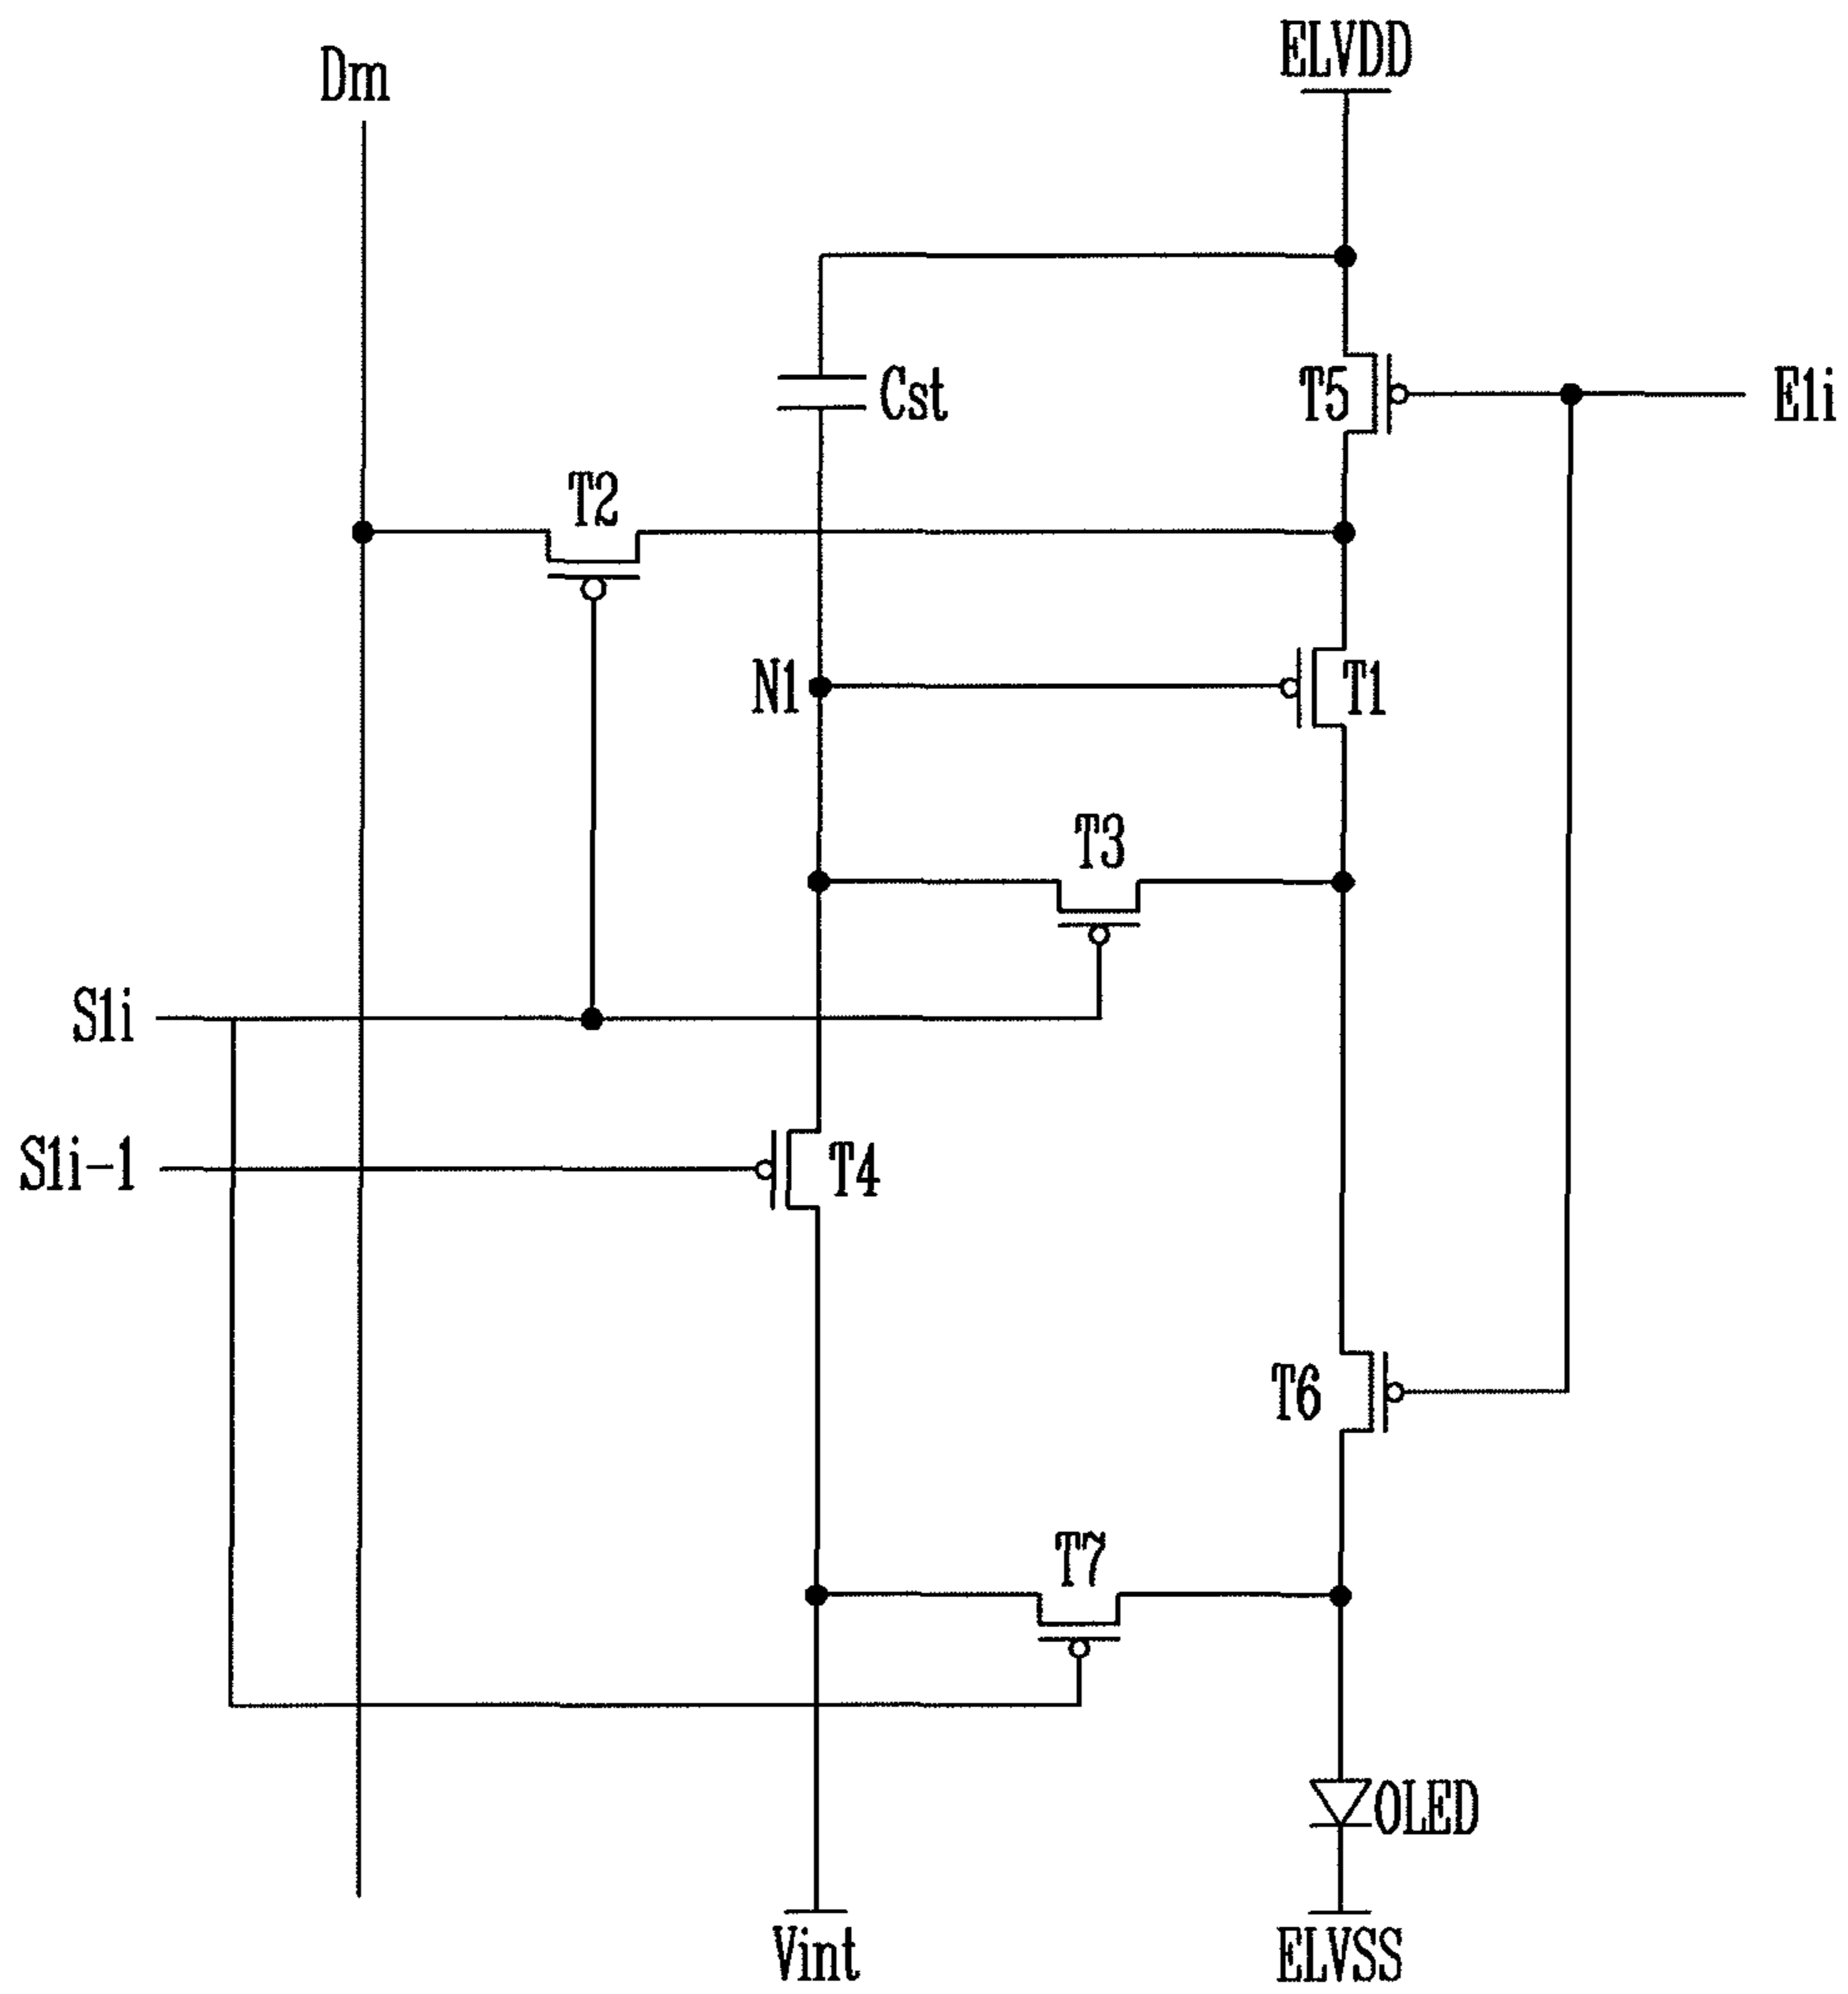 ELVDD
Dm
T5
Cst
E1i
T2
N1
T1
T3
S1i
S1i-1
T4
T6
T7
OLED
Vint
ELVSS